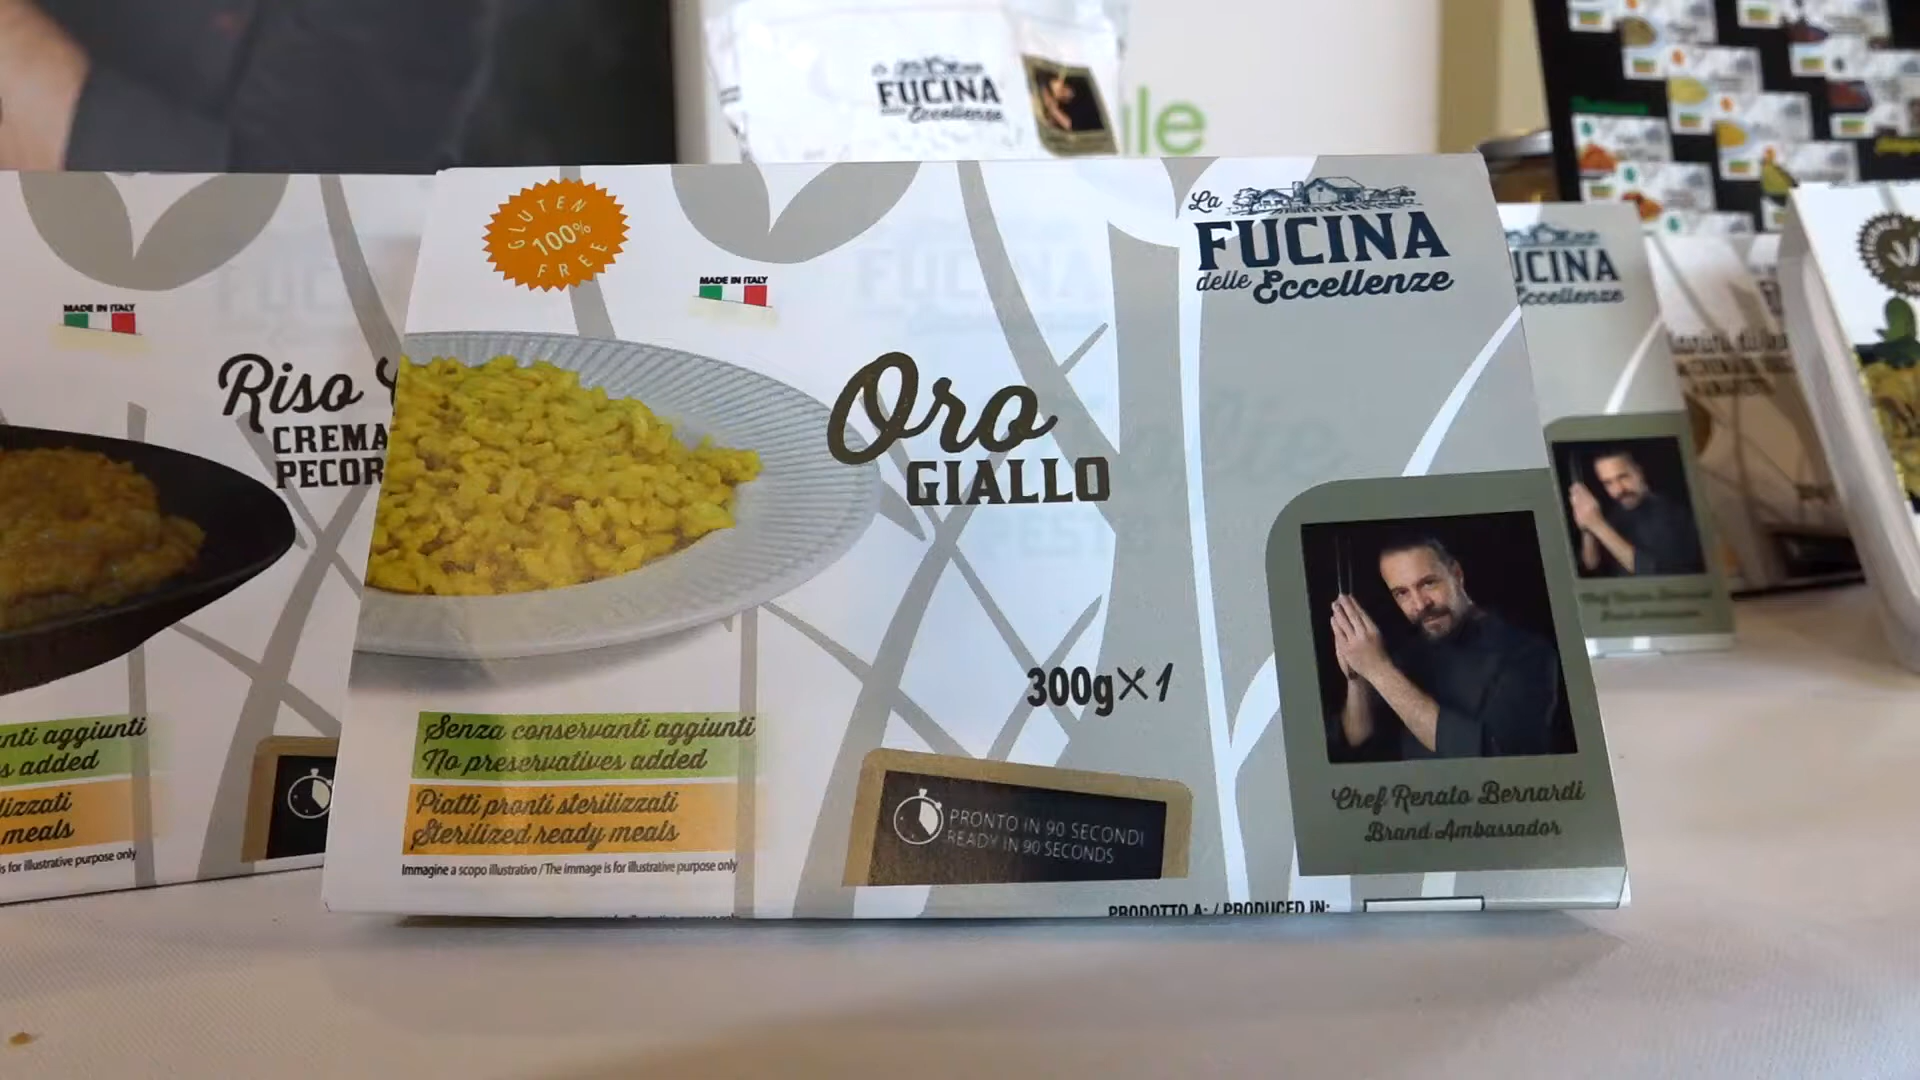 FUCINA
Eccellenze
ile
GLUTEN
100%
FREE
MADE IN ITALY
La
FUCINA
delle Eccellenze
Oro
GIALLO
300g×1
Senza conservanti aggiunti
No preservatives added
Piatti pronti sterilizzati
Sterilized ready meals
Immagine a scopo illustrativo / The image is for illustrative purpose only
PRONTO IN 90 SECONDI
READY IN 90 SECONDS
Chef Renato Bernardi
Brand Ambassador
PRODOTTO A: / PRODUCED IN:
MADE IN ITALY
Riso
CREMA
PECOR
nti aggiunti
s added
lizzati
meals
is for illustrative purpose only
UCINA
Eccellenze